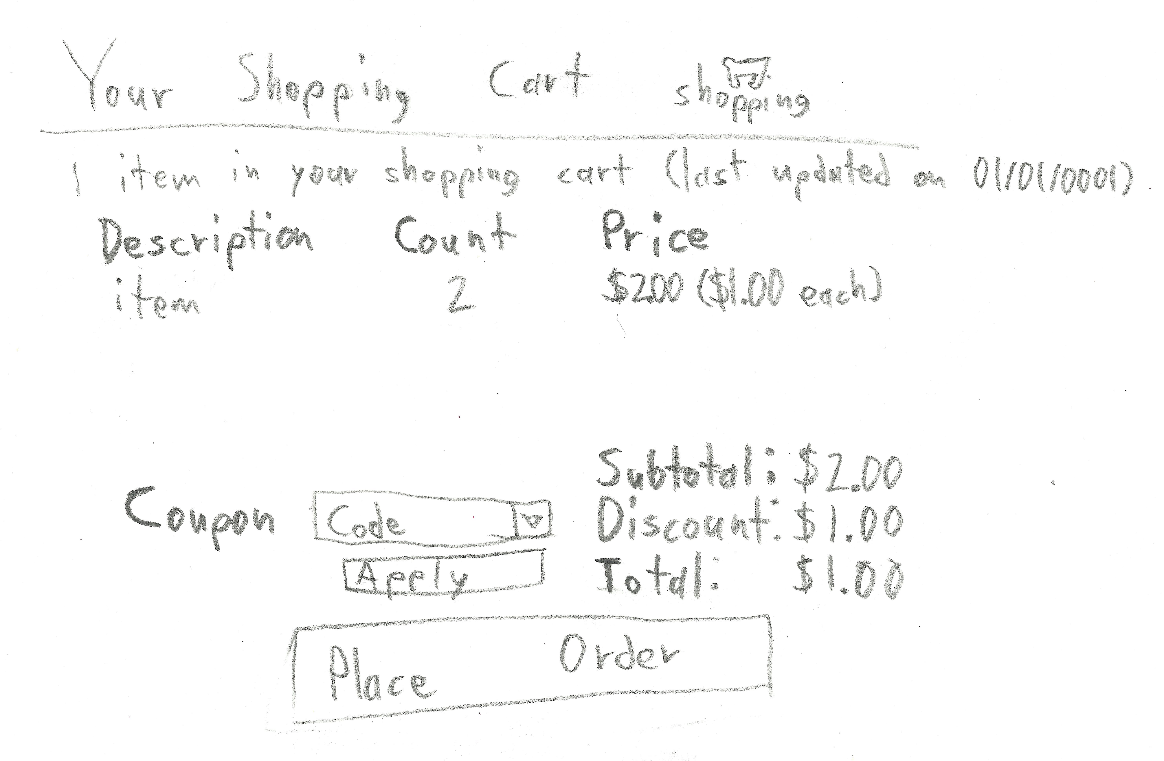 Your Shopping Cart shopping
1 item in your shopping cart (last updated on 01/01/0001)
Description Count Price
item 2 $2.00 ($1.00 each)
Subtotal: $2.00
Coupon Code Discount: $1.00
Apply Total: $1.00
Place Order